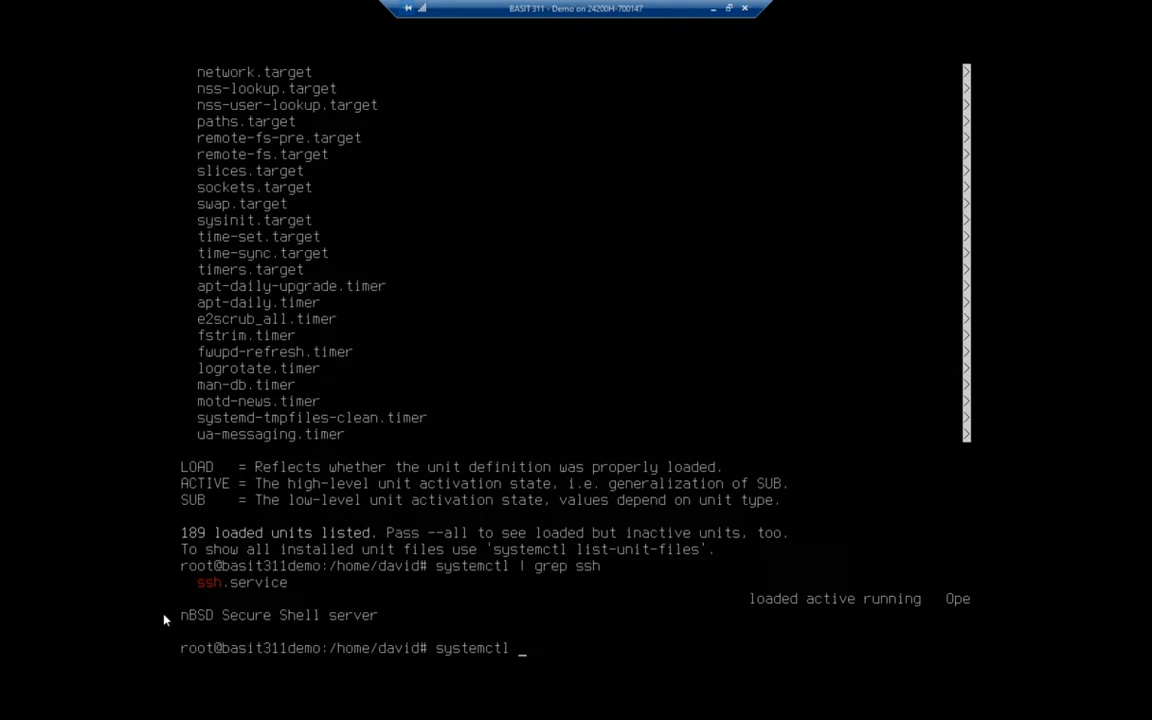 BASIT 311 - Demo on 24200H-700147
network.target >
nss-lookup.target >
nss-user-lookup.target >
paths.target >
remote-fs-pre.target >
remote-fs.target >
slices.target >
sockets.target >
swap.target >
sysinit.target >
time-set.target >
time-sync.target >
timers.target >
apt-daily-upgrade.timer >
apt-daily.timer >
e2scrub_all.timer >
fstrim.timer >
fwupd-refresh.timer >
logrotate.timer >
man-db.timer >
motd-news.timer >
systemd-tmpfiles-clean.timer >
ua-messaging.timer >
LOAD   = Reflects whether the unit definition was properly loaded.
ACTIVE = The high-level unit activation state, i.e. generalization of SUB.
SUB    = The low-level unit activation state, values depend on unit type.
189 loaded units listed. Pass --all to see loaded but inactive units, too.
To show all installed unit files use 'systemctl list-unit-files'.
root@basit311demo:/home/david# systemctl | grep ssh
ssh.service
loaded active running   Ope
nBSD Secure Shell server
root@basit311demo:/home/david# systemctl _